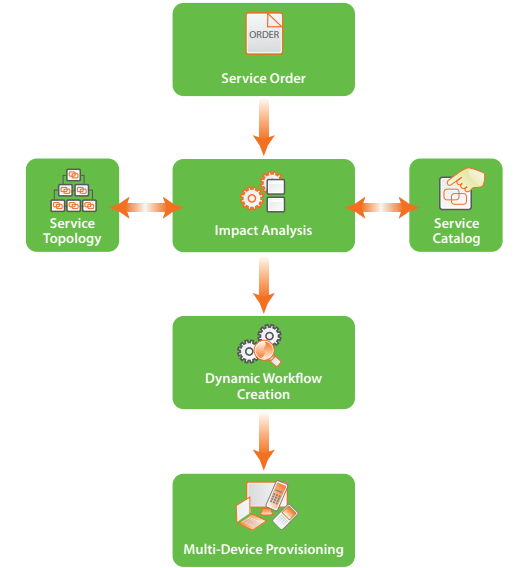 ORDER
Service Order
Service
Topology
Impact Analysis
Service
Catalog
Dynamic Workflow
Creation
Multi-Device Provisioning